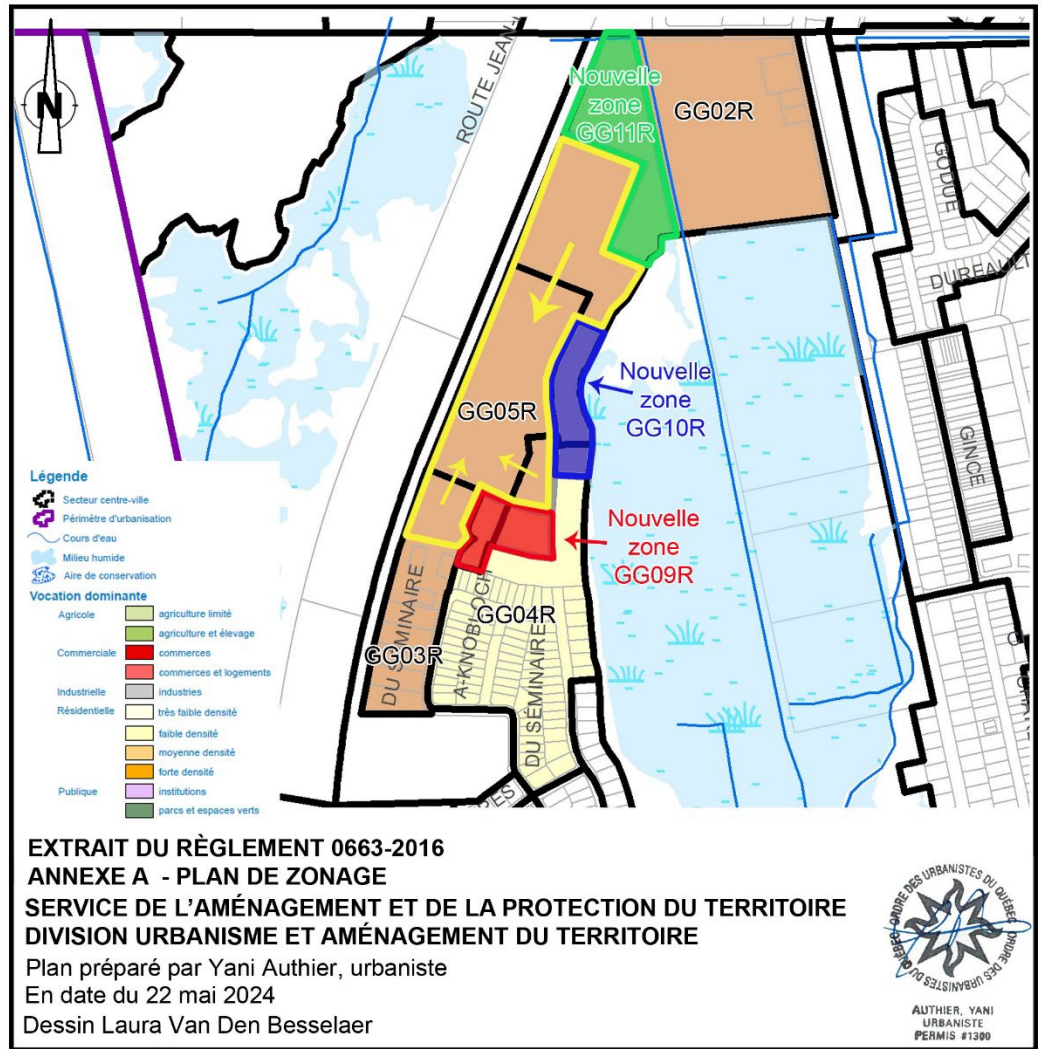 N
ROUTE JEAN-
Nouvelle
zone
GG11R
GG02R
GODUE
DUREAULT
GINCE
Nouvelle
zone
GG10R
GG05R
Nouvelle
zone
GG09R
GG04R
GG03R
DU SÉMINAIRE
A-KNOBLOCH
DU SÉMINAIRE
Légende
Secteur centre-ville
Périmètre d'urbanisation
Cours d'eau
Milieu humide
Aire de conservation
Vocation dominante
Agricole
agriculture limité
agriculture et élevage
Commerciale
commerces
commerces et logements
Industrielle
industries
Résidentielle
très faible densité
faible densité
moyenne densité
forte densité
Publique
institutions
parcs et espaces verts
EXTRAIT DU RÈGLEMENT 0663-2016
ANNEXE A - PLAN DE ZONAGE
SERVICE DE L'AMÉNAGEMENT ET DE LA PROTECTION DU TERRITOIRE
DIVISION URBANISME ET AMÉNAGEMENT DU TERRITOIRE
Plan préparé par Yani Authier, urbaniste
En date du 22 mai 2024
Dessin Laura Van Den Besselaer
ORDRE DES URBANISTES DU QUÉBEC
ORDRE DES URBANISTES DU QUÉBEC
AUTHIER, YANI
URBANISTE
PERMIS #1300